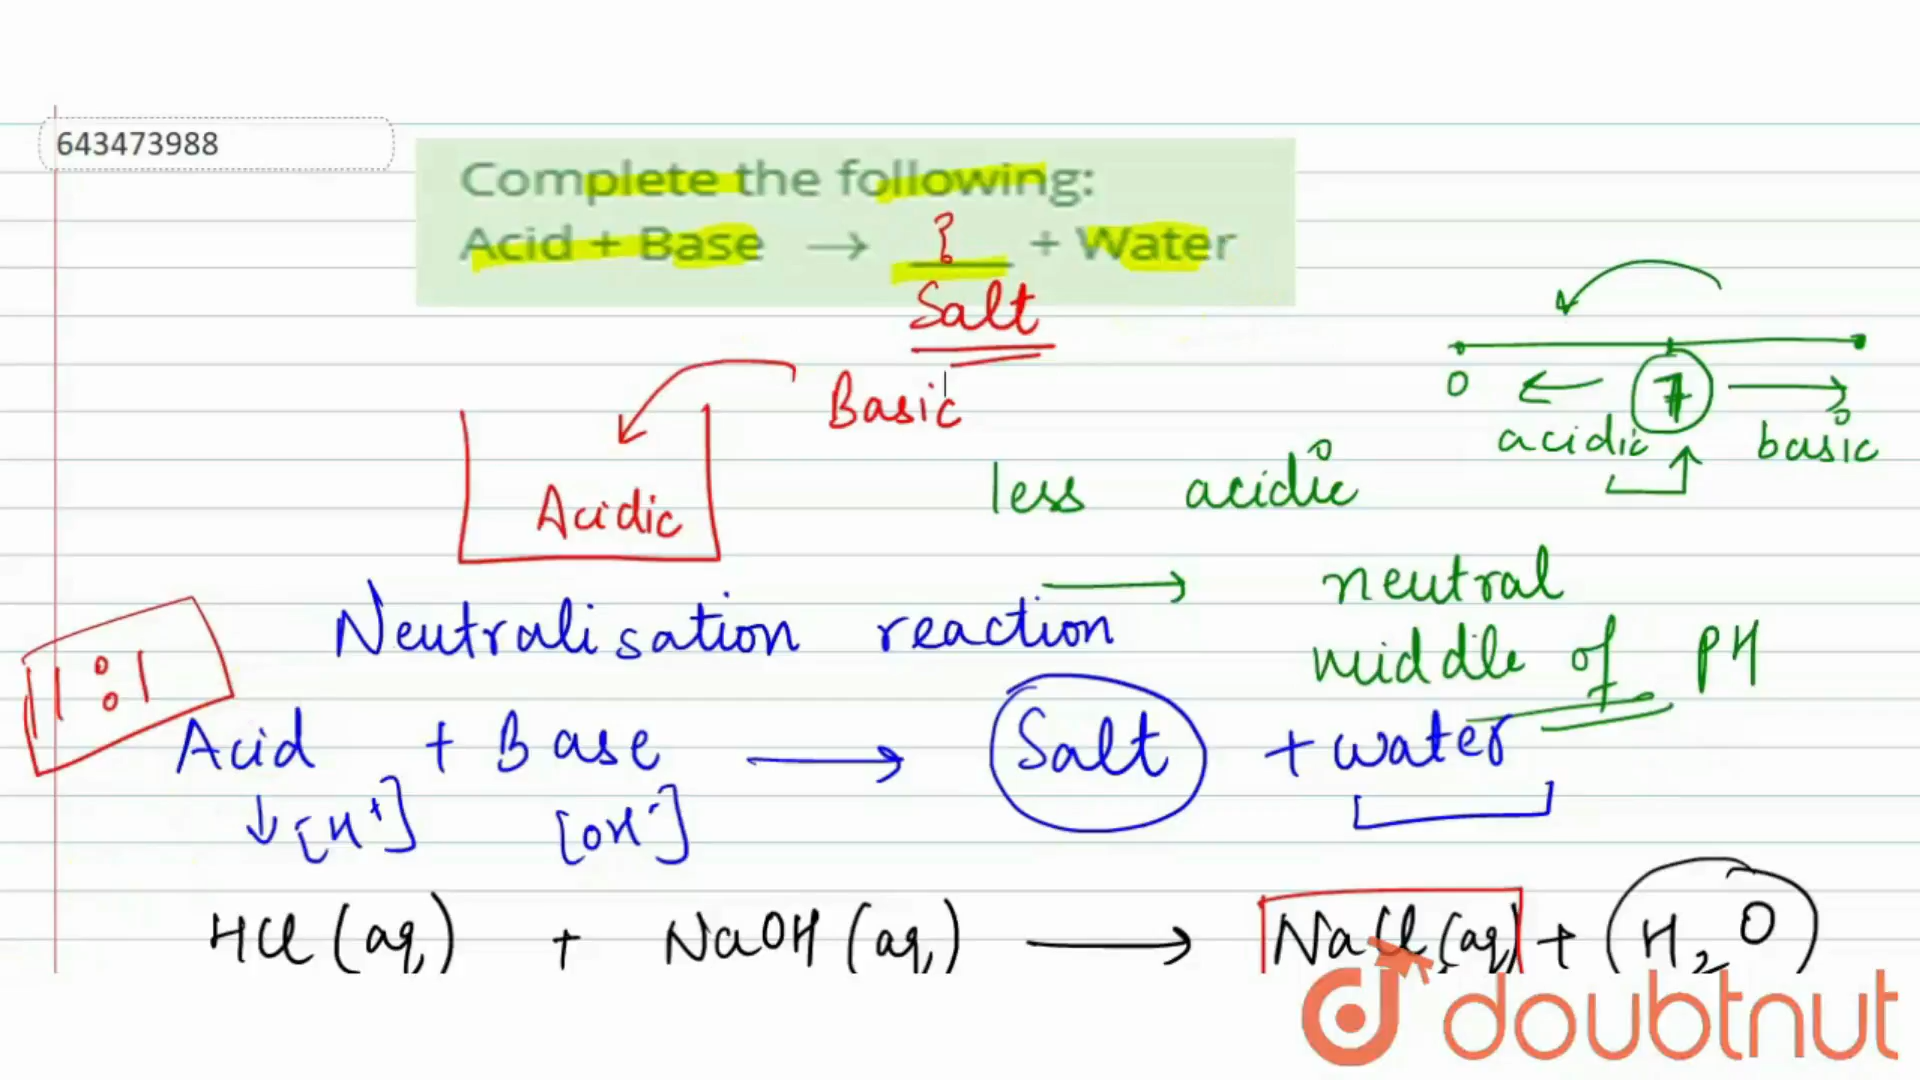 643473988
Complete the following:
Acid + Base → ? + Water
Salt
Basic
Acidic
0 ← 7 →
acidic basic
less acidic
→ neutral
Neutralisation reaction
middle of PH
1:1
Acid + Base → Salt + water
↓ [H⁺] [OH⁻]
HCl (aq) + NaOH (aq) → NaCl (aq) + H₂O
doubtnut